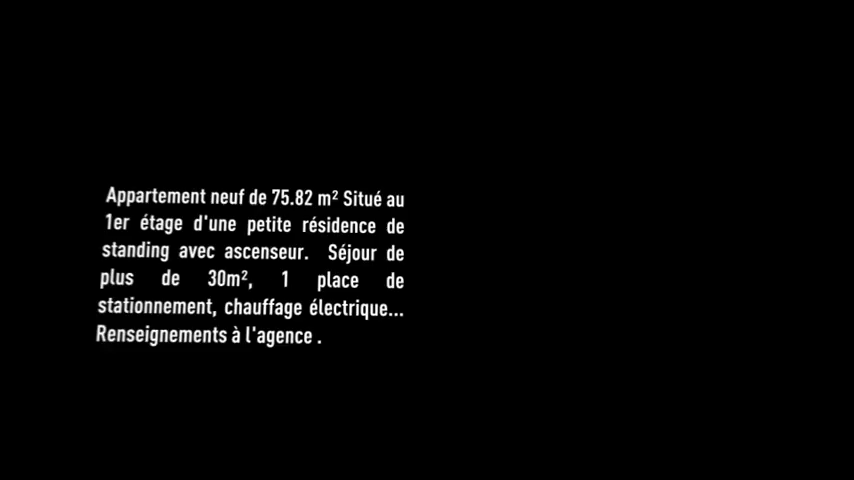 Appartement neuf de 75.82 m² Situé au
1er étage d'une petite résidence de
standing avec ascenseur. Séjour de
plus de 30m², 1 place de
stationnement, chauffage électrique...
Renseignements à l'agence .